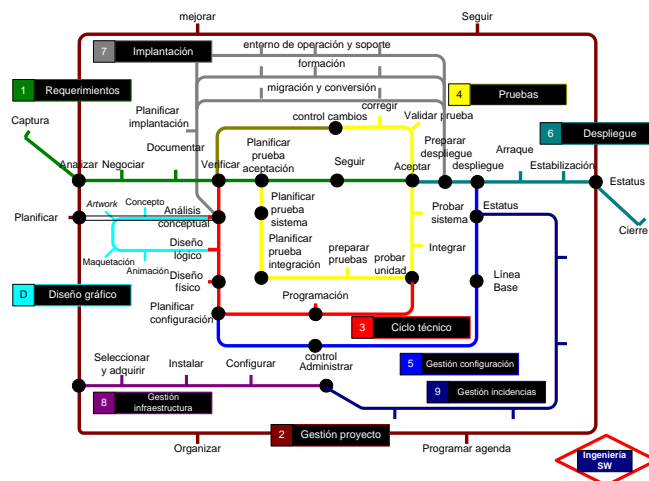 mejorar
Seguir
7
Implantación
entorno de operación y soporte
formación
migración y conversión
1
Requerimientos
4
Pruebas
corregir
Captura
Planificar
implantación
control cambios
Validar prueba
6
Despliegue
Documentar
Planificar
prueba
aceptación
Preparar
despliegue
Arraque
Analizar
Negociar
Verificar
Seguir
Aceptar
despliegue
Estabilización
Estatus
Artwork
Concepto
Planificar
Análisis
conceptual
Planificar
prueba
sistema
Probar
sistema
Estatus
Cierre
Diseño
lógico
Planificar
prueba
integración
preparar
pruebas
probar
unidad
Integrar
Maquetación
Animación
Diseño
físico
Línea
Base
D
Diseño gráfico
Programación
Planificar
configuración
3
Ciclo técnico
control
Administrar
Seleccionar
y adquirir
Instalar
Configurar
5
Gestión configuración
8
Gestión
infraestructura
9
Gestión incidencias
2
Gestión proyecto
Organizar
Programar agenda
Ingeniería
SW